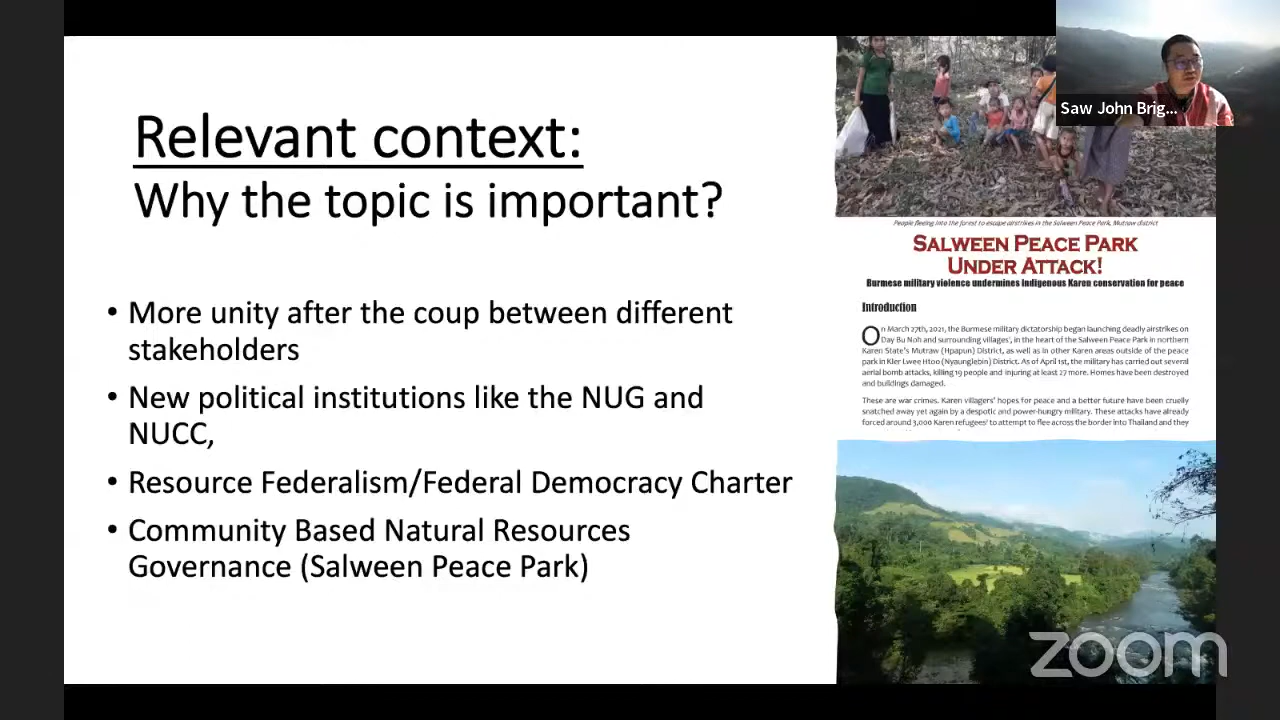 Relevant context:
Why the topic is important?
• More unity after the coup between different
stakeholders
• New political institutions like the NUG and
NUCC,
• Resource Federalism/Federal Democracy Charter
• Community Based Natural Resources
Governance (Salween Peace Park)
Saw John Brig...
People fleeing into the forest to escape airstrikes in the Salween Peace Park, Mutraw district
SALWEEN PEACE PARK
UNDER ATTACK!
Burmese military violence undermines Indigenous Karen conservation for peace
Introduction
On March 27th, 2021, the Burmese military dictatorship began launching deadly airstrikes on
Day Bu Noh and surrounding villages¹, in the heart of the Salween Peace Park in northern
Karen State's Mutraw (Hpapun) District, as well as in other Karen areas outside of the peace
park in Kler Lwee Htoo (Nyaunglebin) District. As of April 1st, the military has carried out several
aerial bomb attacks, killing 19 people and injuring at least 27 more. Homes have been destroyed
and buildings damaged.
These are war crimes. Karen villagers' hopes for peace and a better future have been cruelly
snatched away yet again by a despotic and power-hungry military. These attacks have already
forced around 3,000 Karen refugees² to attempt to flee across the border into Thailand and they
zoom